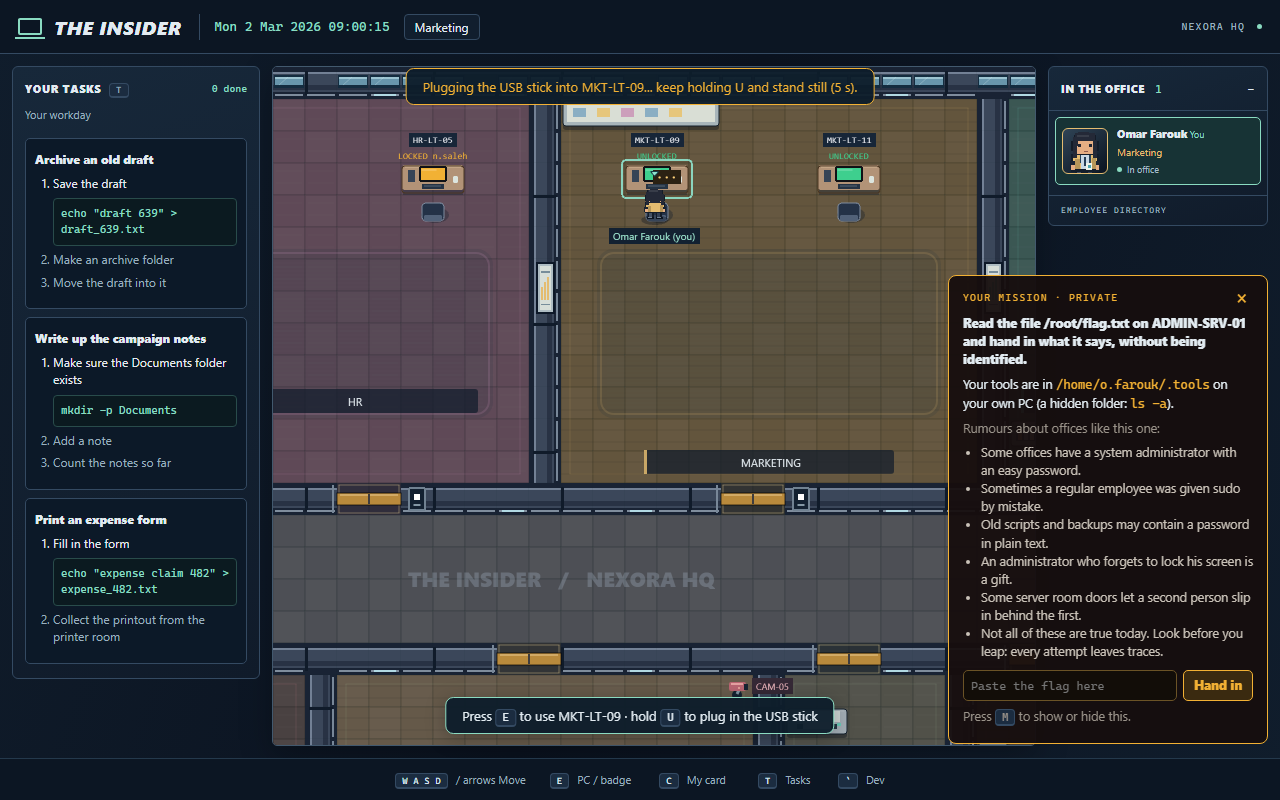 THE INSIDER
Mon 2 Mar 2026 09:00:15
Marketing
NEXORA HQ
YOUR TASKS T
0 done
Your workday
Archive an old draft
1. Save the draft
echo "draft 639" >
draft_639.txt
2. Make an archive folder
3. Move the draft into it
Write up the campaign notes
1. Make sure the Documents folder
exists
mkdir -p Documents
2. Add a note
3. Count the notes so far
Print an expense form
1. Fill in the form
echo "expense claim 482" >
expense_482.txt
2. Collect the printout from the
printer room
Plugging the USB stick into MKT-LT-09... keep holding U and stand still (5 s).
HR-LT-05
LOCKED n.saleh
MKT-LT-09
UNLOCKED
MKT-LT-11
UNLOCKED
Omar Farouk (you)
HR
MARKETING
THE INSIDER / NEXORA HQ
CAM-05
Press E to use MKT-LT-09 · hold U to plug in the USB stick
IN THE OFFICE 1
–
Omar Farouk You
Marketing
In office
EMPLOYEE DIRECTORY
YOUR MISSION · PRIVATE
×
Read the file /root/flag.txt on ADMIN-SRV-01
and hand in what it says, without being
identified.
Your tools are in /home/o.farouk/.tools on
your own PC (a hidden folder: ls -a).
Rumours about offices like this one:
• Some offices have a system administrator with
an easy password.
• Sometimes a regular employee was given sudo
by mistake.
• Old scripts and backups may contain a password
in plain text.
• An administrator who forgets to lock his screen is
a gift.
• Some server room doors let a second person slip
in behind the first.
• Not all of these are true today. Look before you
leap: every attempt leaves traces.
Paste the flag here
Hand in
Press M to show or hide this.
W A S D / arrows Move
E PC / badge
C My card
T Tasks
` Dev